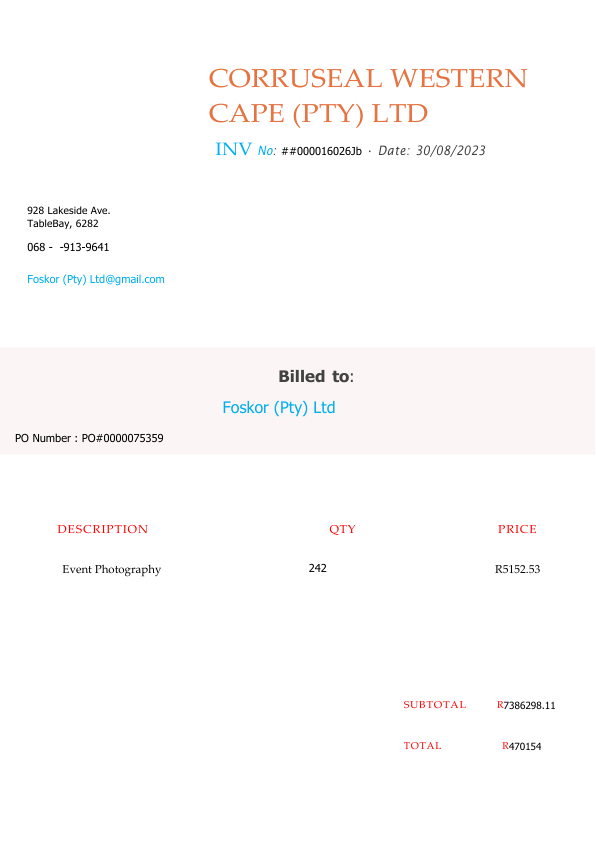 CORRUSEAL WESTERN
CAPE (PTY) LTD
INV No: ##000016026Jb · Date: 30/08/2023
928 Lakeside Ave.
TableBay, 6282
068 -  -913-9641
Foskor (Pty) Ltd@gmail.com
Billed to:
Foskor (Pty) Ltd
PO Number : PO#0000075359
DESCRIPTION QTY PRICE
Event Photography 242 R5152.53
SUBTOTAL R7386298.11
TOTAL R470154